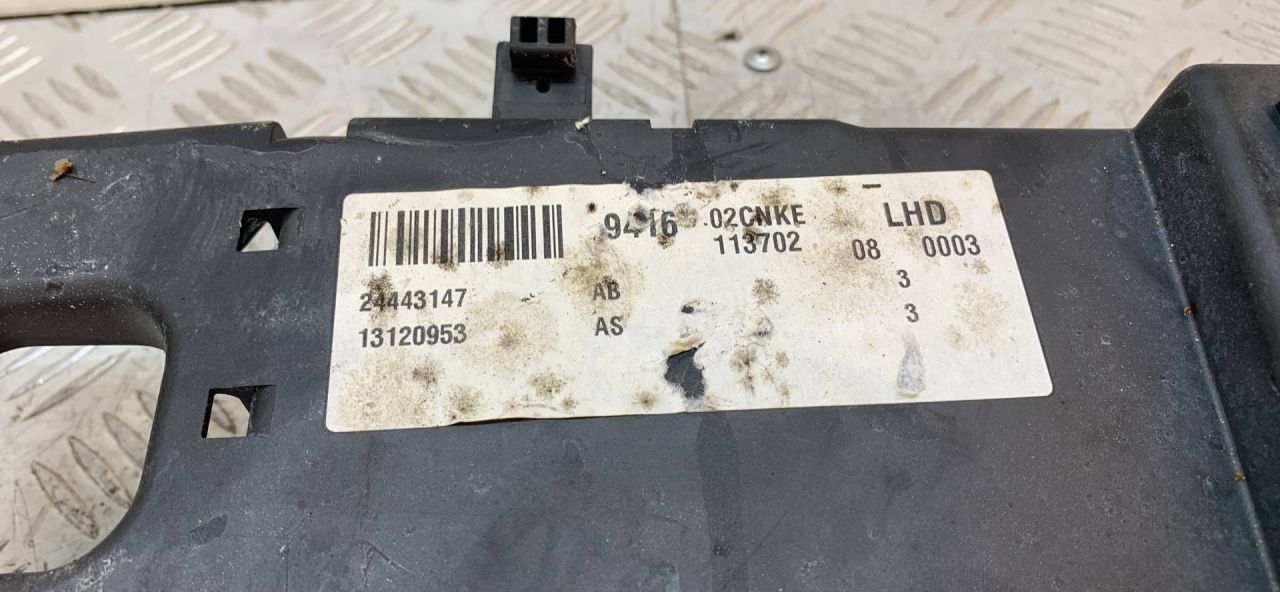 9416 02CNKE LHD
113702 08 0003
24443147 AB 3
13120953 AS 3